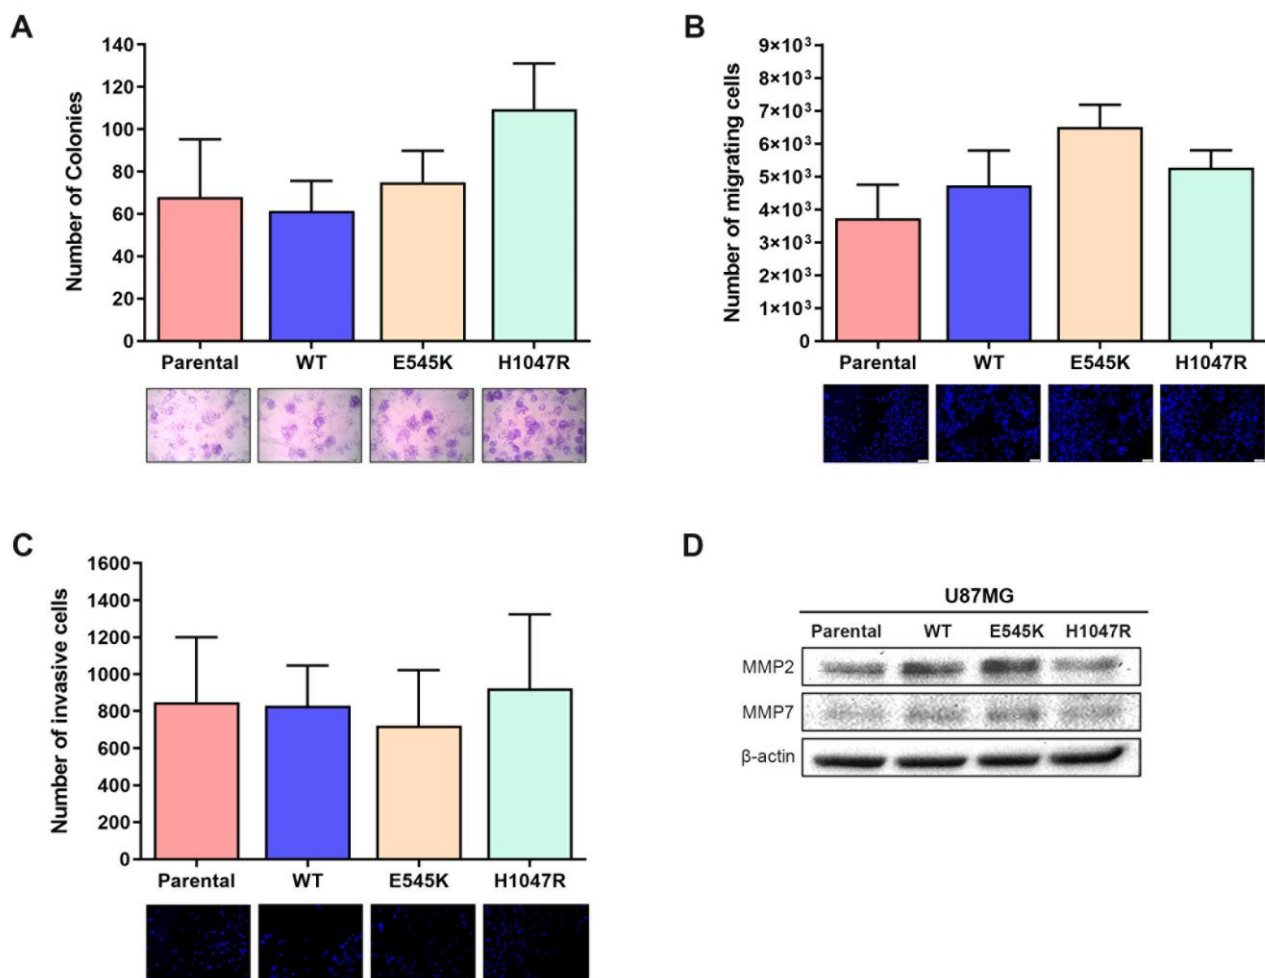 A
Number of Colonies
140
120
100
80
60
40
20
0
Parental WT E545K H1047R
B
Number of migrating cells
9×10³
8×10³
7×10³
6×10³
5×10³
4×10³
3×10³
2×10³
1×10³
0
Parental WT E545K H1047R
C
Number of invasive cells
1600
1400
1200
1000
800
600
400
200
0
Parental WT E545K H1047R
D
U87MG
Parental WT E545K H1047R
MMP2
MMP7
β-actin